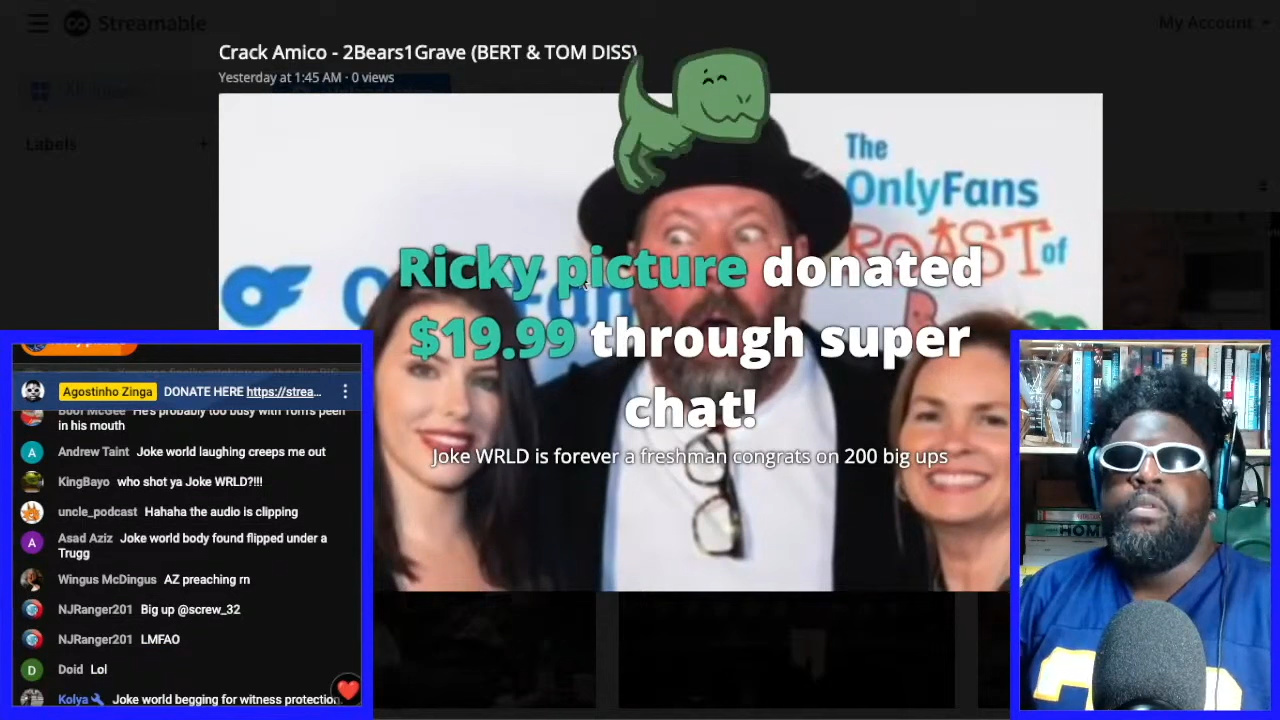 Streamable
My Account
Crack Amico - 2Bears1Grave (BERT & TOM DISS)
Yesterday at 1:45 AM · 0 views
Labels
+
The
OnlyFans
ROAST of
Ricky picture donated
$19.99 through super
chat!
Joke WRLD is forever a freshman congrats on 200 big ups
Agostinho Zinga DONATE HERE https://strea...
Boof McGee He's probably too busy with Tom's peen
in his mouth
A Andrew Taint Joke world laughing creeps me out
KingBayo who shot ya Joke WRLD?!!!
uncle_podcast Hahaha the audio is clipping
A Asad Aziz Joke world body found flipped under a
Trugg
Wingus McDingus AZ preaching rn
NJRanger201 Big up @screw_32
NJRanger201 LMFAO
D Doid Lol
Kolya Joke world begging for witness protection